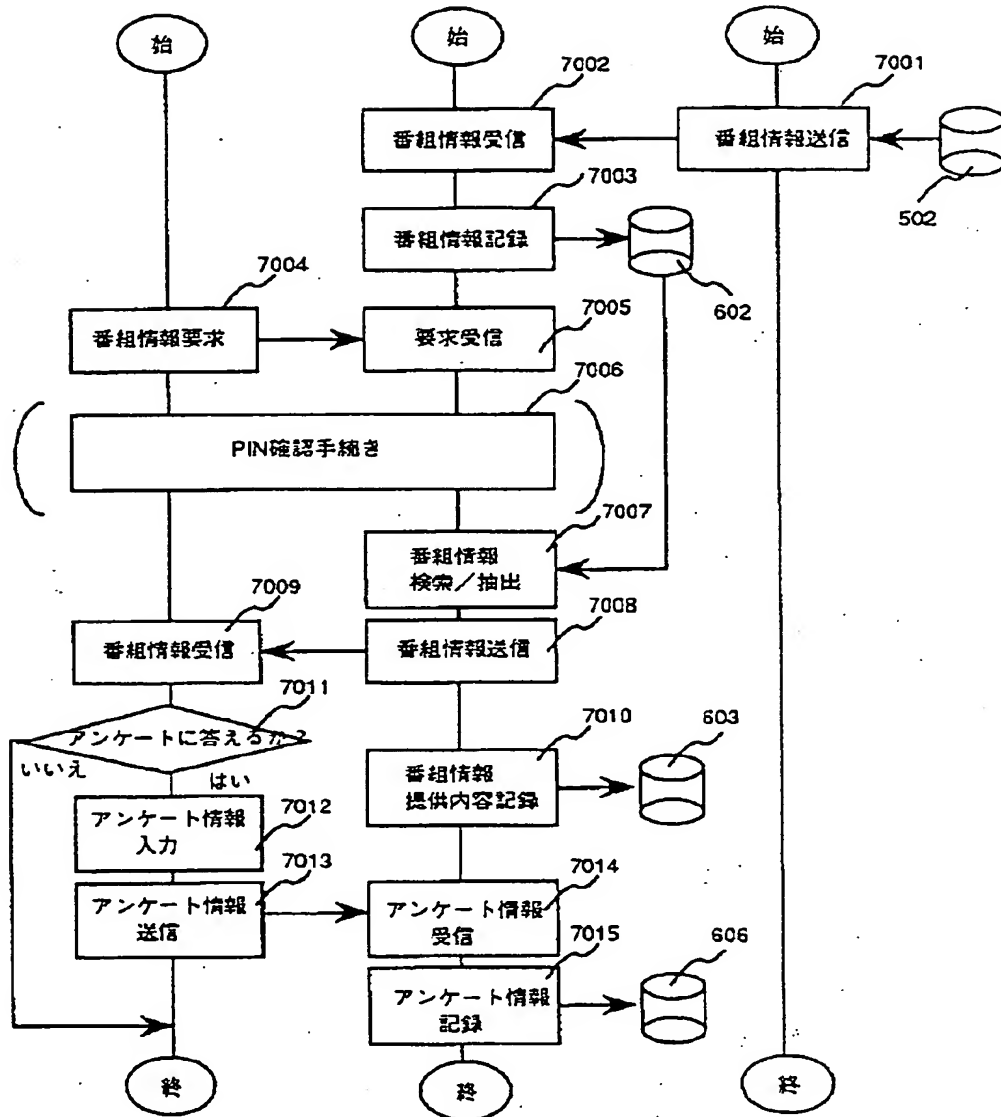 始
始
始
7002
7001
番組情報受信
番組情報送信
502
7003
番組情報記録
602
7004
番組情報要求
7005
要求受信
7006
PIN確認手続き
7007
番組情報
検索／抽出
7009
番組情報受信
7008
番組情報送信
7011
アンケートに答えるか?
いいえ
はい
7010
番組情報
提供内容記録
603
7012
アンケート情報
入力
7013
アンケート情報
送信
7014
アンケート情報
受信
7015
アンケート情報
記録
606
終
終
終